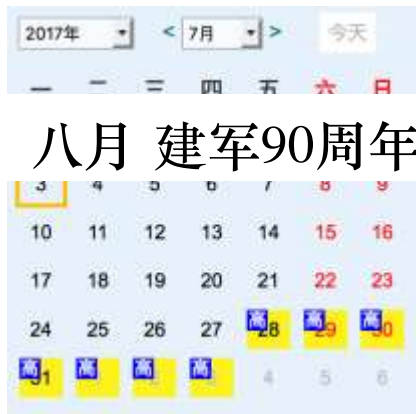 2017年 < 7月 > 今天
一 二 三 四 五 六 日
八月 建军90周年
3 4 5 6 7 8 9
10 11 12 13 14 15 16
17 18 19 20 21 22 23
24 25 26 27 高28 高29 高30
高31 高 高 高 4 5 6